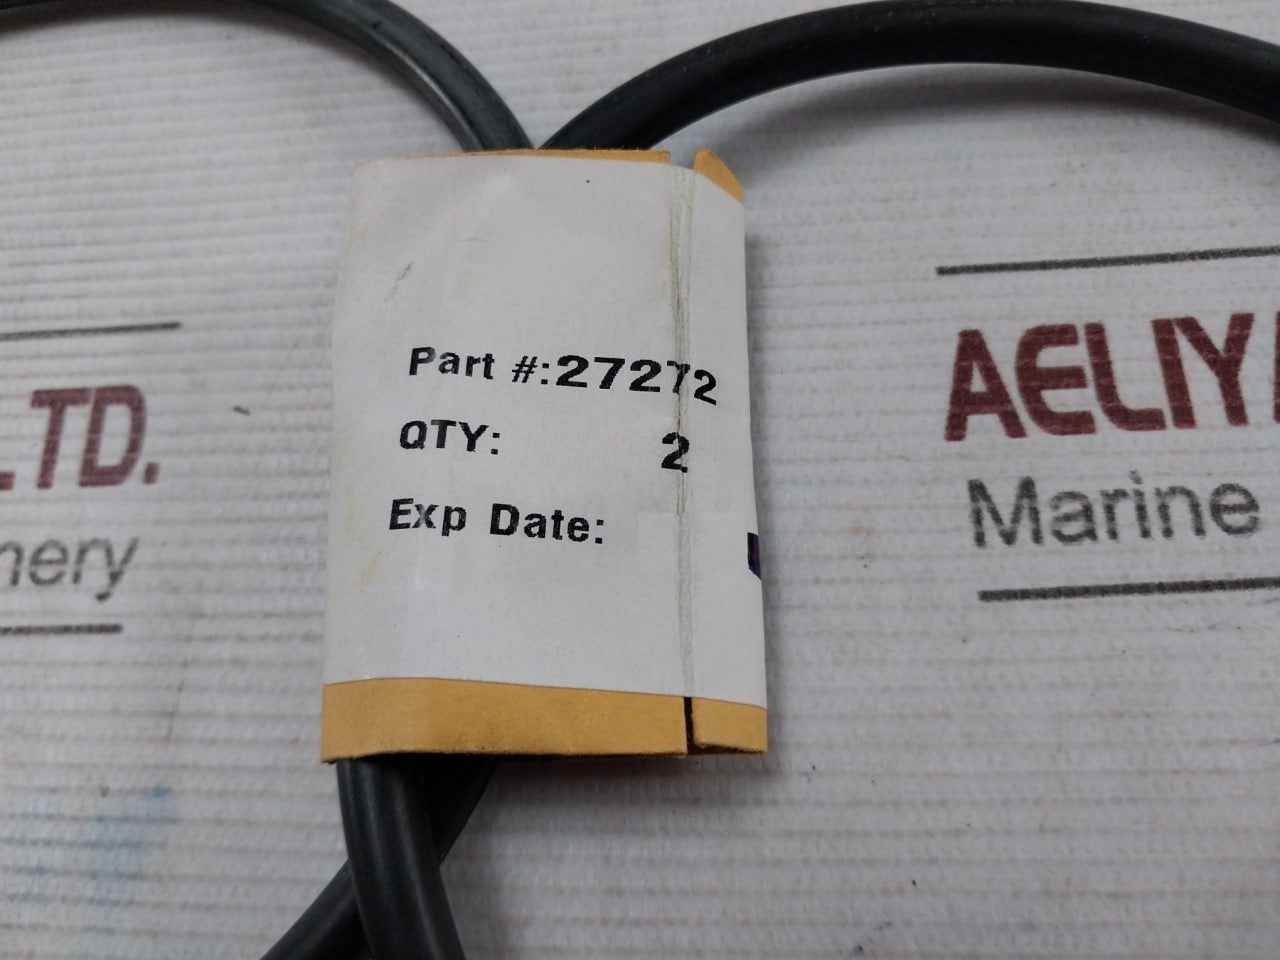 Part #:27272
QTY: 2
Exp Date:
LTD.
nery
AELIY
Marine